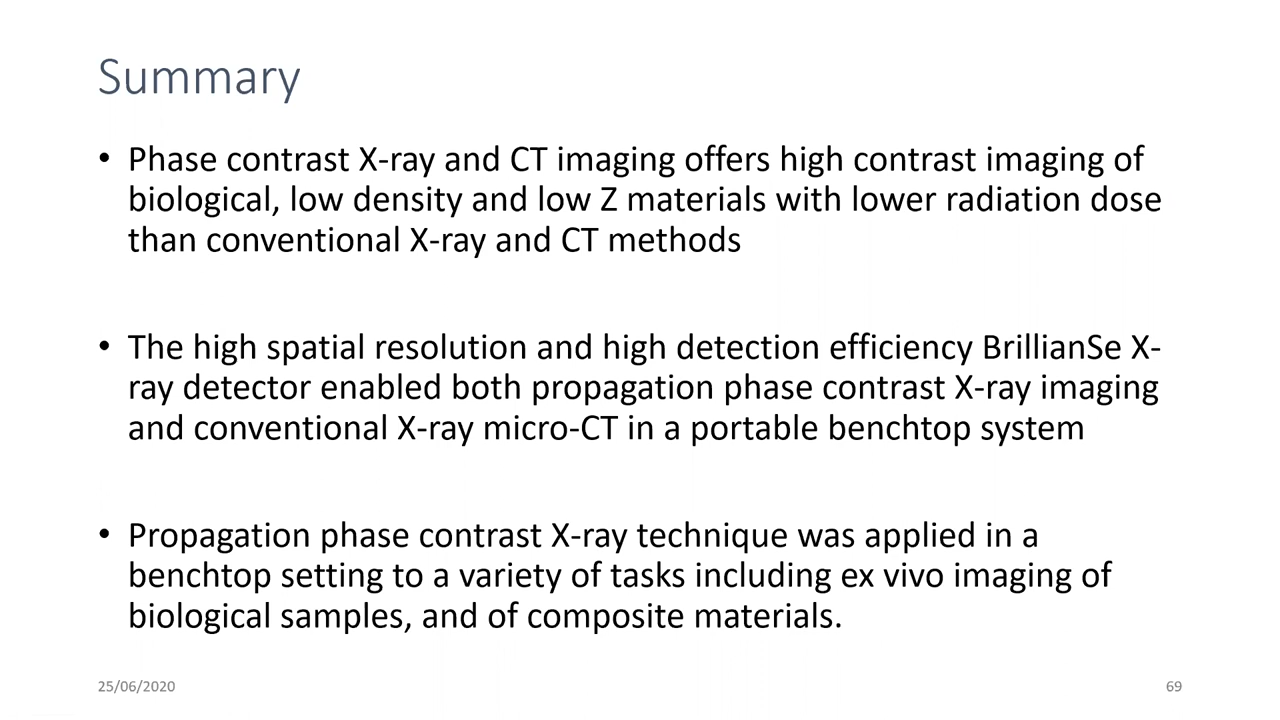 Summary
• Phase contrast X-ray and CT imaging offers high contrast imaging of
biological, low density and low Z materials with lower radiation dose
than conventional X-ray and CT methods
• The high spatial resolution and high detection efficiency BrillianSe X-
ray detector enabled both propagation phase contrast X-ray imaging
and conventional X-ray micro-CT in a portable benchtop system
• Propagation phase contrast X-ray technique was applied in a
benchtop setting to a variety of tasks including ex vivo imaging of
biological samples, and of composite materials.
25/06/2020
69